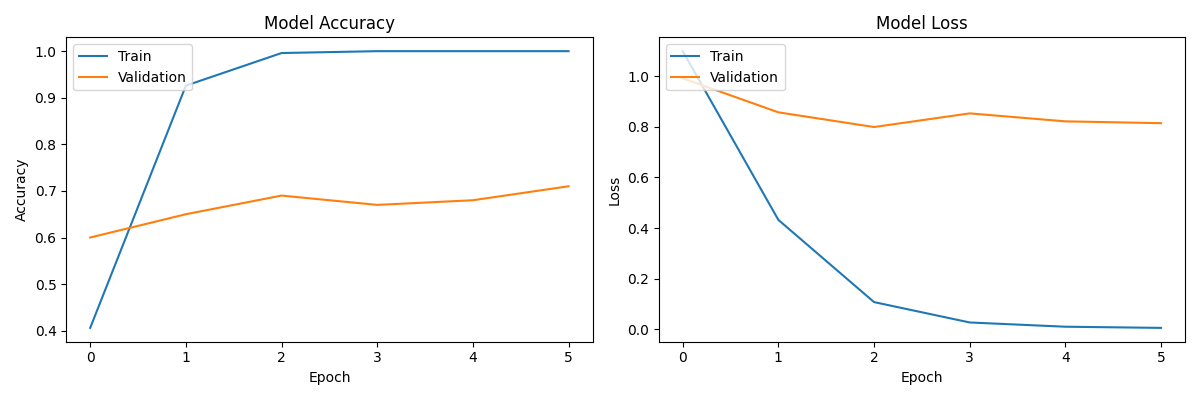 Model Accuracy
Train
Validation
1.0
0.9
0.8
0.7
0.6
0.5
0.4
Accuracy
0 1 2 3 4 5
Epoch
Model Loss
Train
Validation
1.0
0.8
0.6
0.4
0.2
0.0
Loss
0 1 2 3 4 5
Epoch